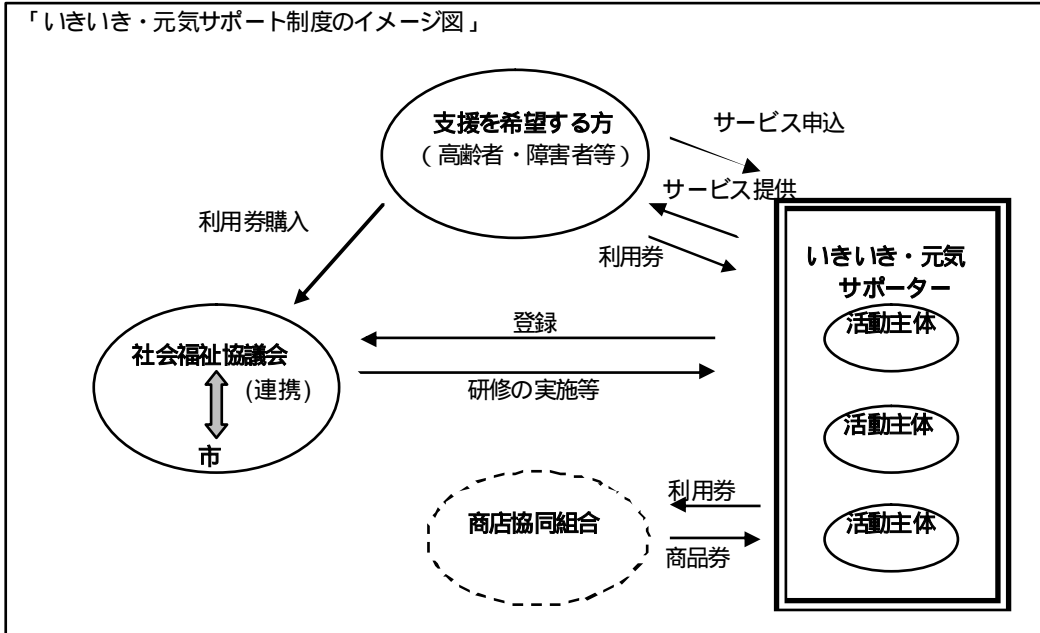 「いきいき・元気サポート制度のイメージ図」
支援を希望する方
(高齢者・障害者等)
サービス申込
サービス提供
利用券購入
利用券
いきいき・元気
サポーター
活動主体
登録
社会福祉協議会
(連携)
研修の実施等
活動主体
市
利用券
商店協同組合
活動主体
商品券